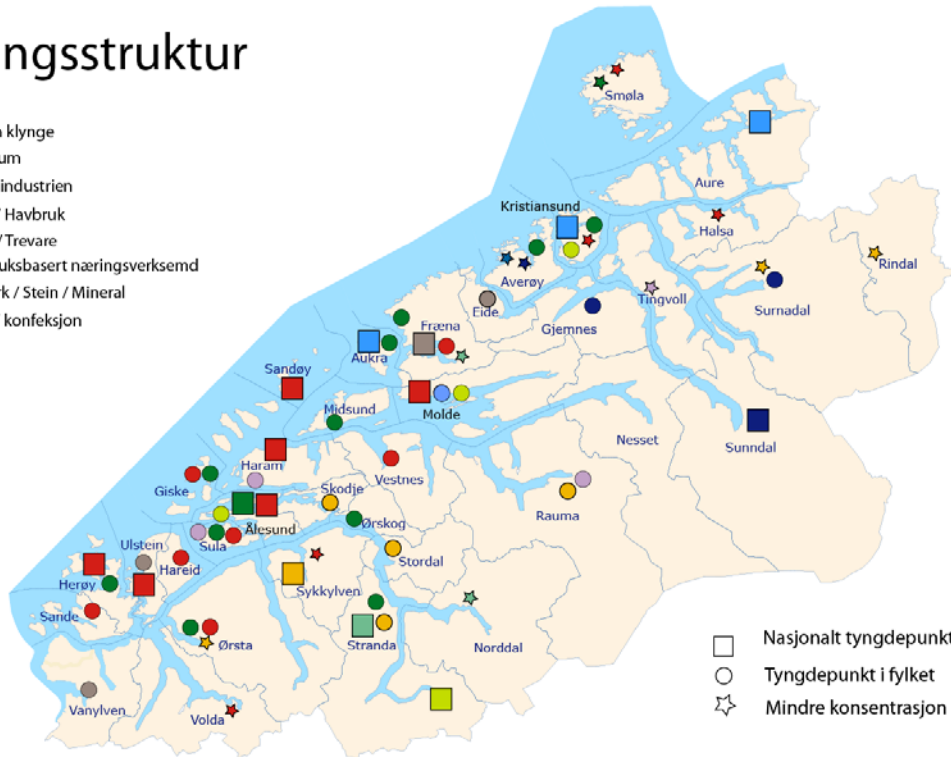 ngsstruktur
klynge
um
industrien
/ Havbruk
/ Trevare
uksbasert næringsverksemd
rk / Stein / Mineral
konfeksjon
Smøla
Aure
Kristiansund
Halsa
Rindal
Averøy
Tingvoll
Surnadal
Eide
Gjemnes
Fræna
Aukra
Sandøy
Midsund
Molde
Nesset
Sunndal
Haram
Vestnes
Giske
Skodje
Rauma
Ålesund
Ørskog
Ulstein
Sula
Stordal
Hareid
Herøy
Sykkylven
Sande
Ørsta
Stranda
Norddal
Vanylven
Volda
Nasjonalt tyngdepunkt
Tyngdepunkt i fylket
Mindre konsentrasjon